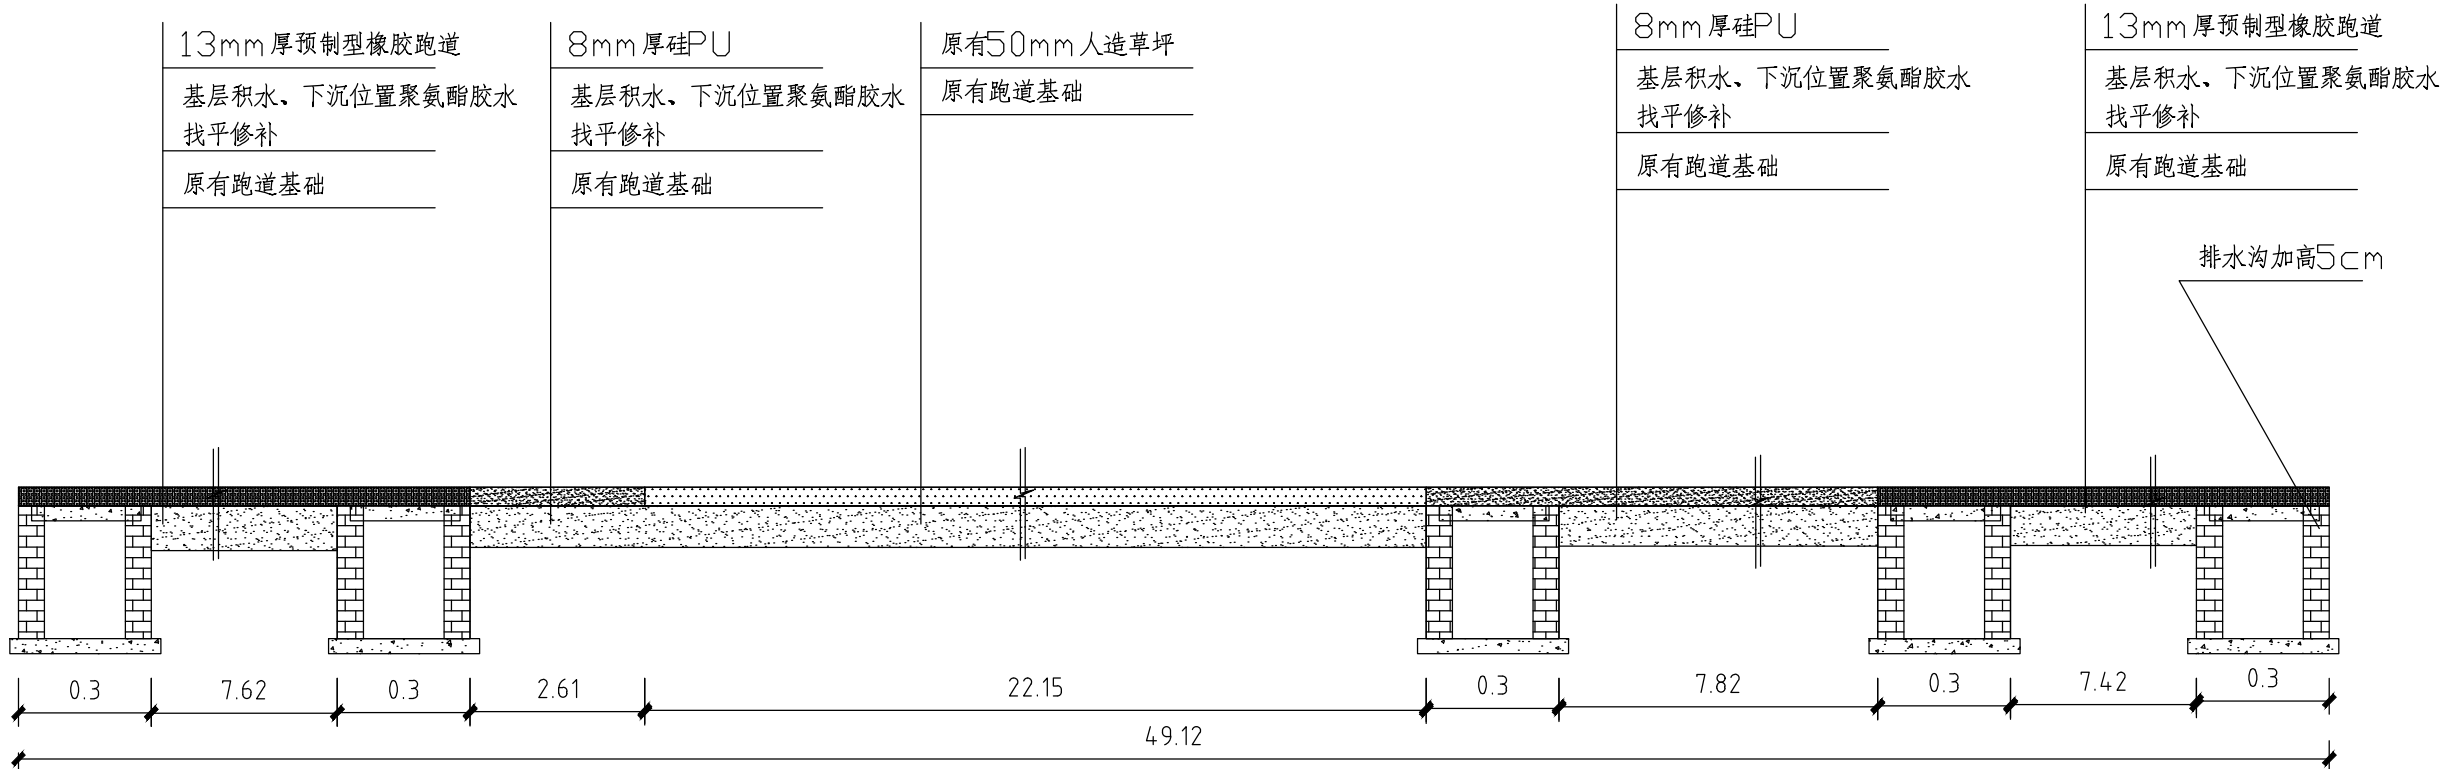 13mm厚预制型橡胶跑道
基层积水、下沉位置聚氨酯胶水
找平修补
原有跑道基础
8mm厚硅PU
基层积水、下沉位置聚氨酯胶水
找平修补
原有跑道基础
原有50mm人造草坪
原有跑道基础
8mm厚硅PU
基层积水、下沉位置聚氨酯胶水
找平修补
原有跑道基础
13mm厚预制型橡胶跑道
基层积水、下沉位置聚氨酯胶水
找平修补
原有跑道基础
排水沟加高5cm
0.3
7.62
0.3
2.61
22.15
0.3
7.82
0.3
7.42
0.3
49.12